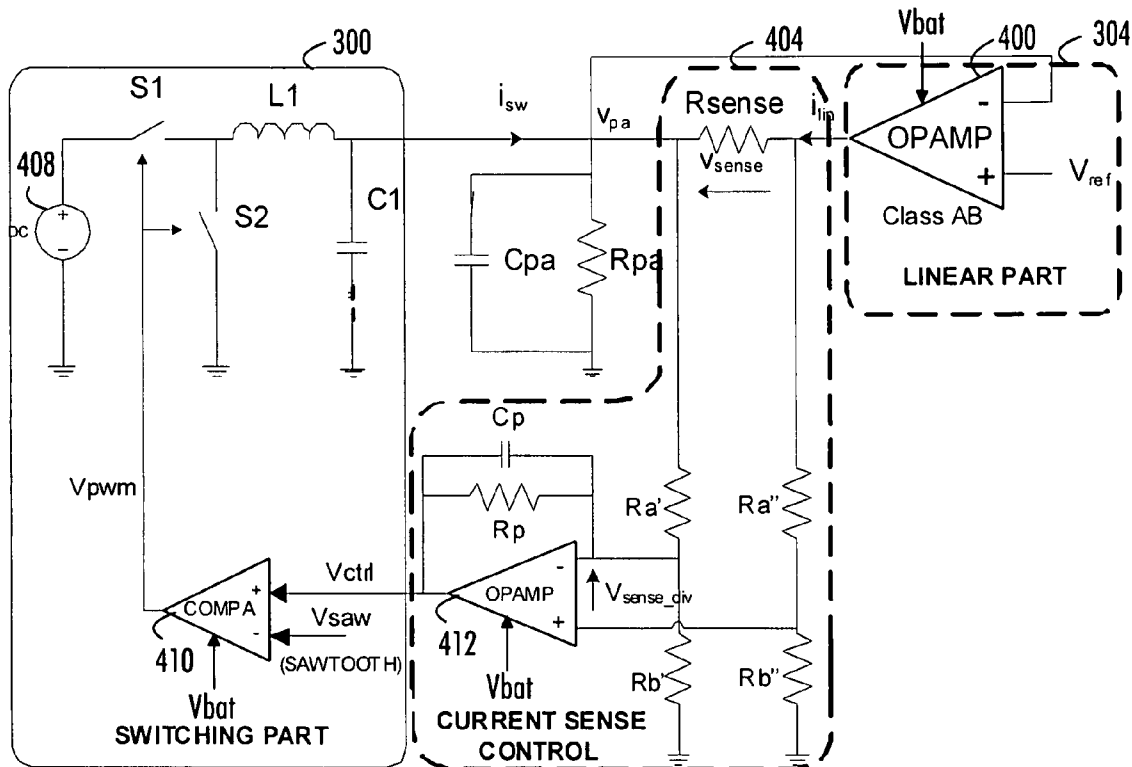 300
404
Vbat
400
304
S1
L1
i_sw
v_pa
Rsense
i_lin
-
OPAMP
+
V_ref
Class AB
LINEAR PART
v_sense
408
+
-
DC
S2
C1
Cpa
Rpa
Cp
Rp
Vpwm
Ra'
Ra"
Vctrl
-
OPAMP
+
V_sense_div
+
COMPA
-
Vsaw
(SAWTOOTH)
410
412
Rb'
Rb"
Vbat
Vbat
SWITCHING PART
CURRENT SENSE
CONTROL